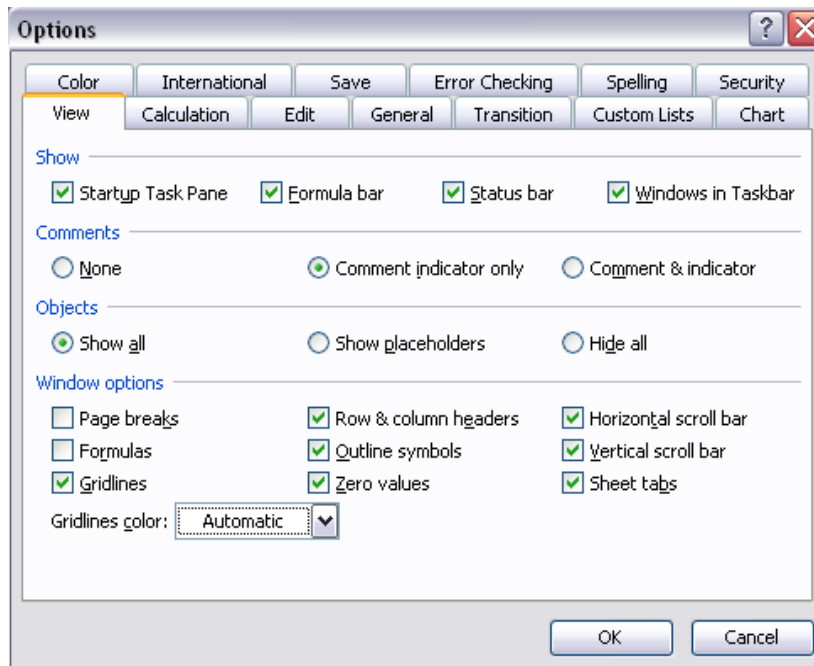 Options
Color International Save Error Checking Spelling Security
View Calculation Edit General Transition Custom Lists Chart
Show
Startup Task Pane Formula bar Status bar Windows in Taskbar
Comments
None Comment indicator only Comment & indicator
Objects
Show all Show placeholders Hide all
Window options
Page breaks Row & column headers Horizontal scroll bar
Formulas Outline symbols Vertical scroll bar
Gridlines Zero values Sheet tabs
Gridlines color: Automatic
OK Cancel